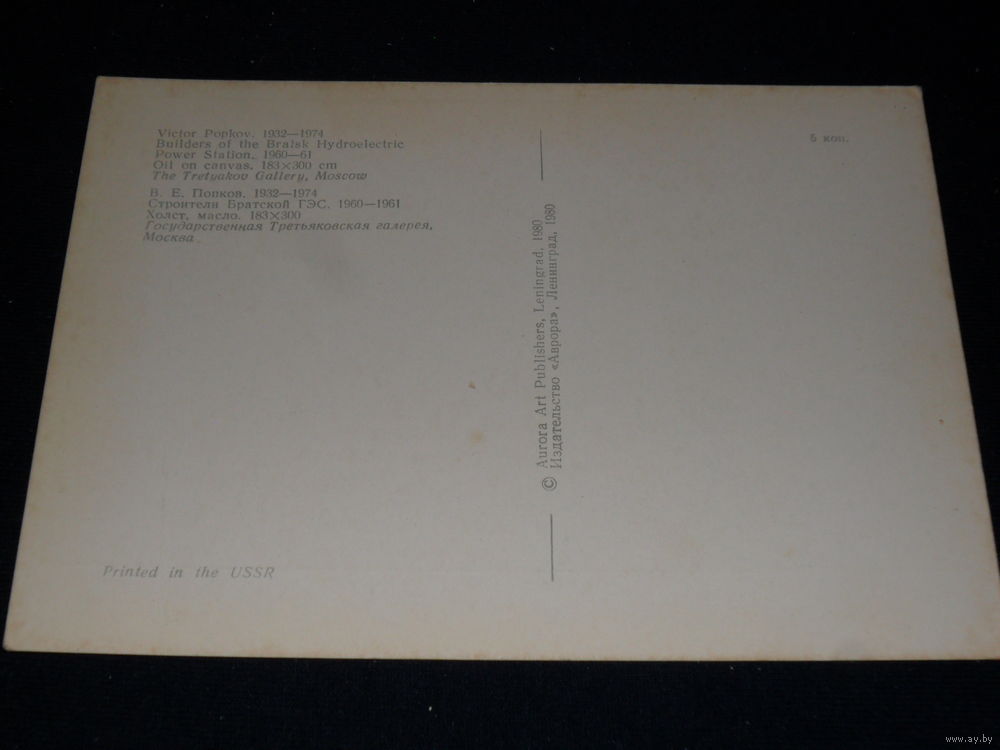 Victor Popkov. 1932—1974
Builders of the Bratsk Hydroelectric
Power Station. 1960—61
Oil on canvas. 183×300 cm
The Tretyakov Gallery, Moscow
В. Е. Попков. 1932—1974
Строители Братской ГЭС. 1960—1961
Холст, масло. 183×300
Государственная Третьяковская галерея,
Москва
Printed in the USSR
© Aurora Art Publishers, Leningrad, 1980
Издательство «Аврора», Ленинград, 1980
5 коп.
www.ay.by